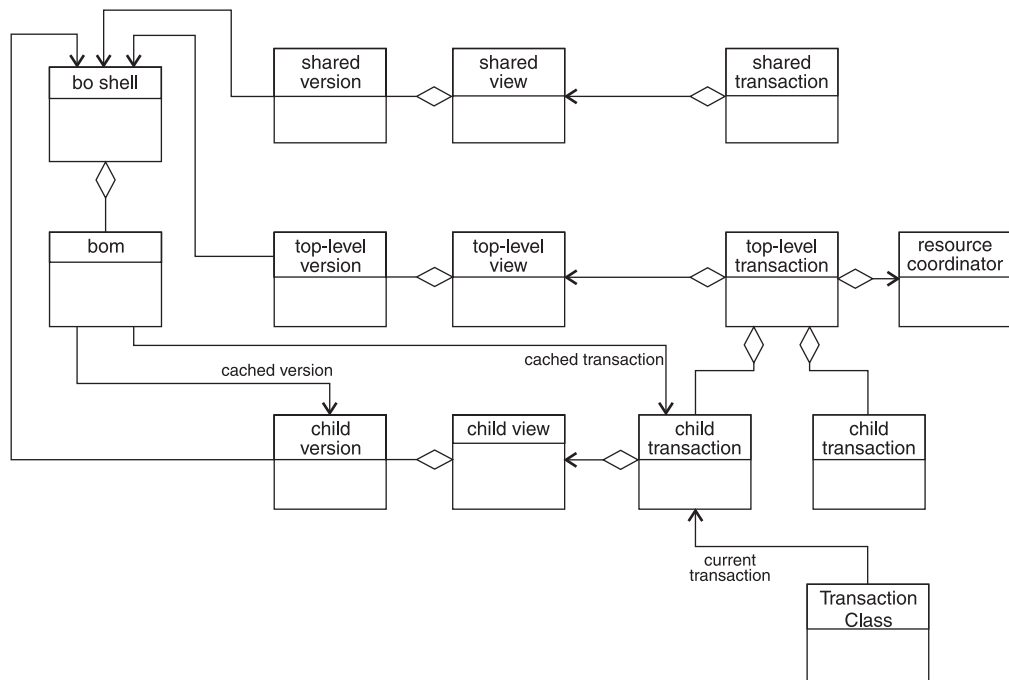 bo shell
shared
version
shared
view
shared
transaction
bom
top-level
version
top-level
view
top-level
transaction
resource
coordinator
cached version
cached transaction
child
version
child view
child
transaction
child
transaction
current
transaction
Transaction
Class